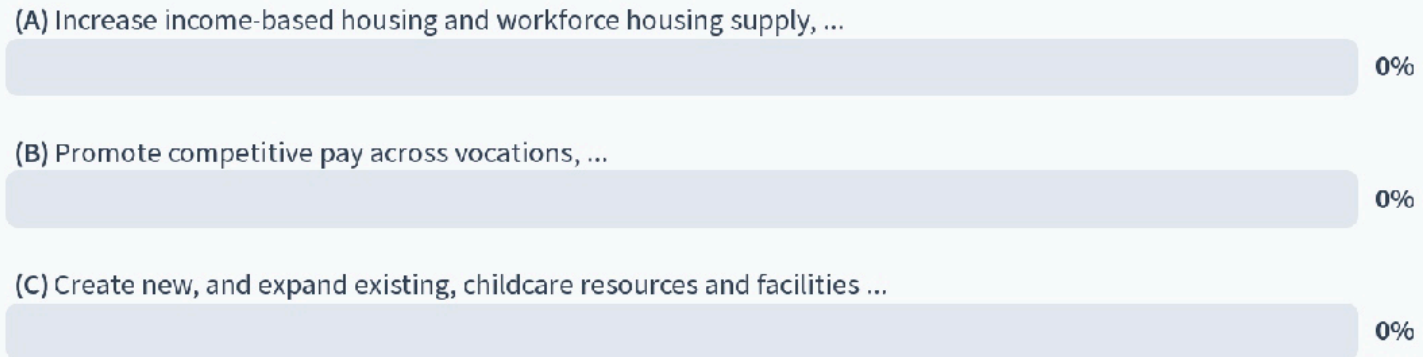 (A) Increase income-based housing and workforce housing supply, ...
0%
(B) Promote competitive pay across vocations, ...
0%
(C) Create new, and expand existing, childcare resources and facilities ...
0%